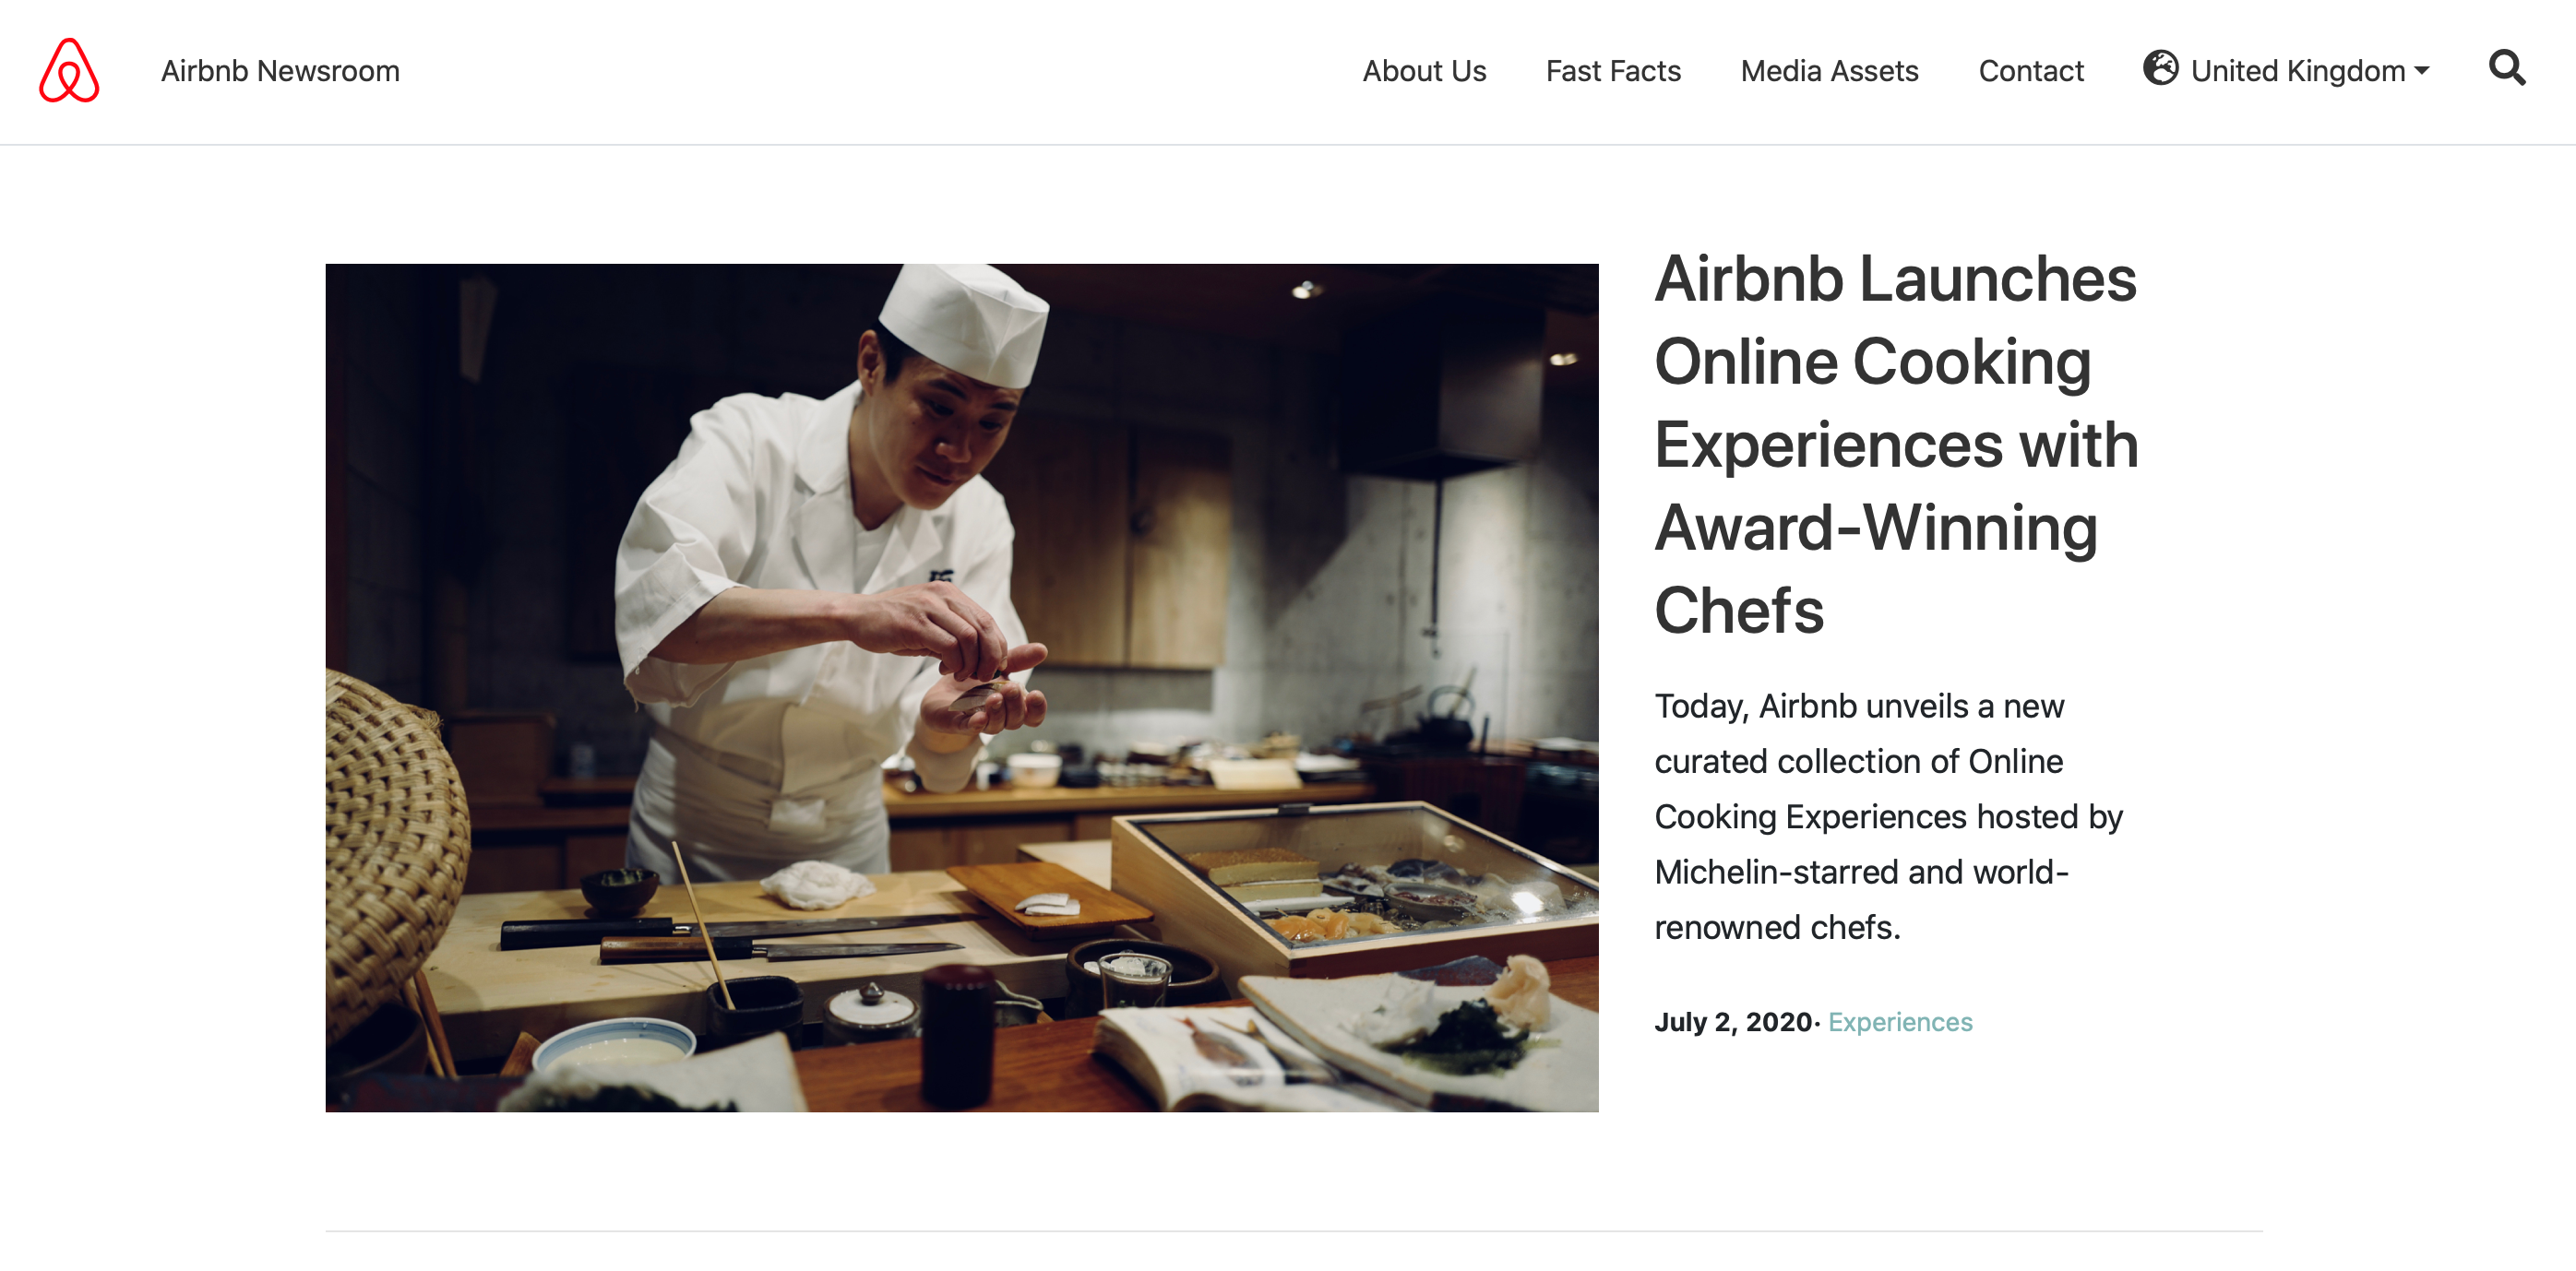 Airbnb Newsroom
About Us
Fast Facts
Media Assets
Contact
United Kingdom
Airbnb Launches
Online Cooking
Experiences with
Award-Winning
Chefs
Today, Airbnb unveils a new
curated collection of Online
Cooking Experiences hosted by
Michelin-starred and world-
renowned chefs.
July 2, 2020· Experiences